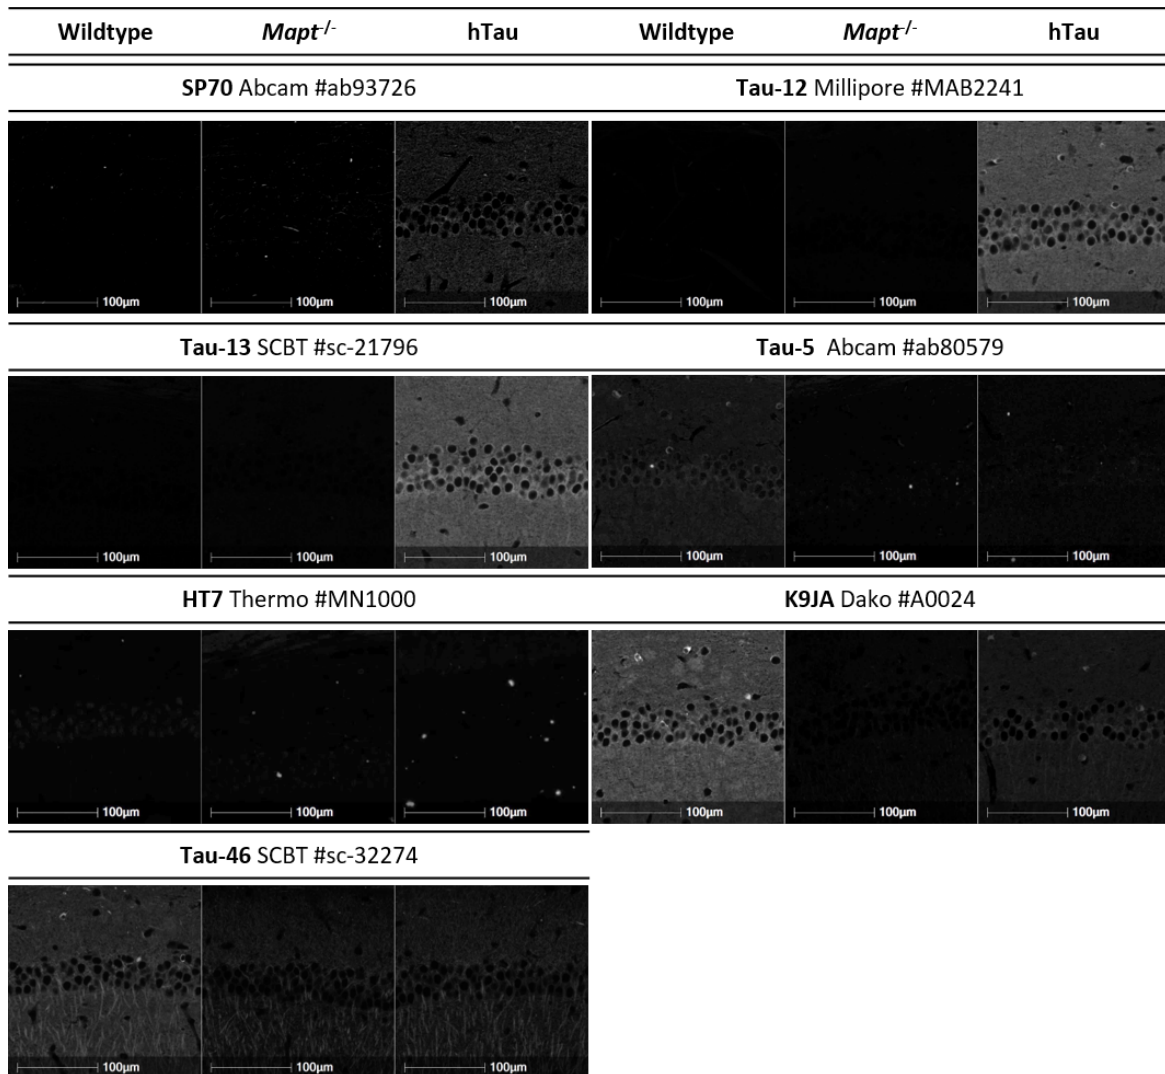 Wildtype Mapt-/- hTau Wildtype Mapt-/- hTau
SP70 Abcam #ab93726 Tau-12 Millipore #MAB2241
100µm 100µm 100µm 100µm 100µm 100µm
Tau-13 SCBT #sc-21796 Tau-5 Abcam #ab80579
100µm 100µm 100µm 100µm 100µm 100µm
HT7 Thermo #MN1000 K9JA Dako #A0024
100µm 100µm 100µm 100µm 100µm 100µm
Tau-46 SCBT #sc-32274
100µm 100µm 100µm